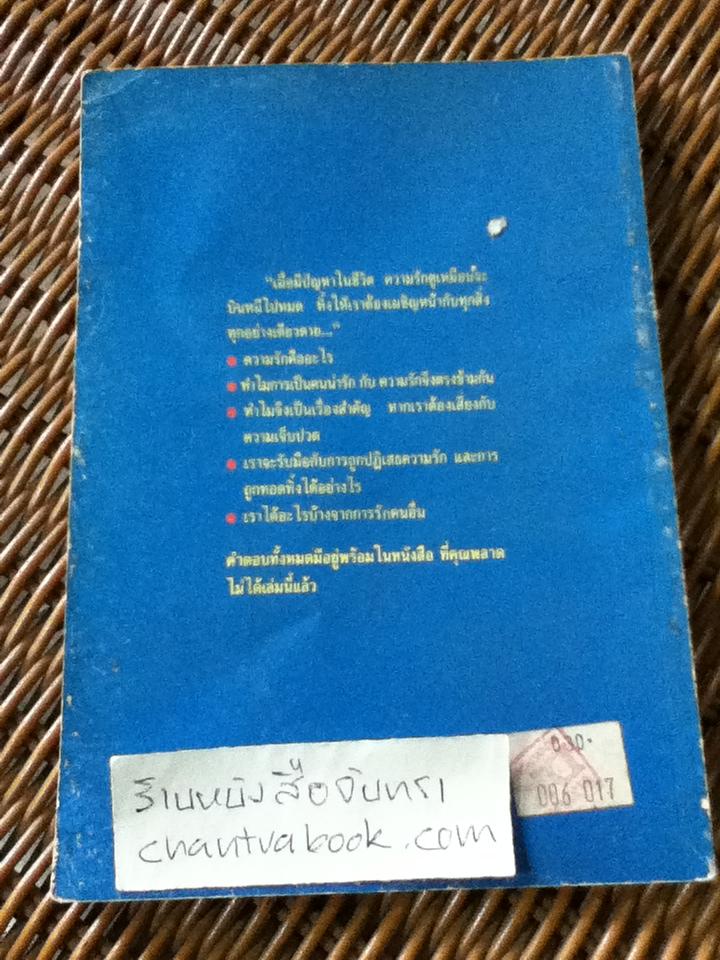 "เมื่อมีปัญหาในชีวิต ความรักดูเหมือนจะ
บินหนีไปหมด ทิ้งให้เราต้องเผชิญหน้ากับทุกสิ่ง
ทุกอย่างเดียวดาย..."
● ความรักคืออะไร
● ทำไมการเป็นคนน่ารัก กับ ความรักจึงตรงข้ามกัน
● ทำไมจึงเป็นเรื่องสำคัญ หากเราต้องเสี่ยงกับ
ความเจ็บปวด
● เราจะรับมือกับการถูกปฏิเสธความรัก และการ
ถูกทอดทิ้งได้อย่างไร
● เราได้อะไรบ้างจากการรักคนอื่น
คำตอบทั้งหมดมีอยู่พร้อมในหนังสือ ที่คุณพลาด
ไม่ได้เล่มนี้แล้ว
030.
006 017
ร้านหนังสือจันทรา
chantrabook.com